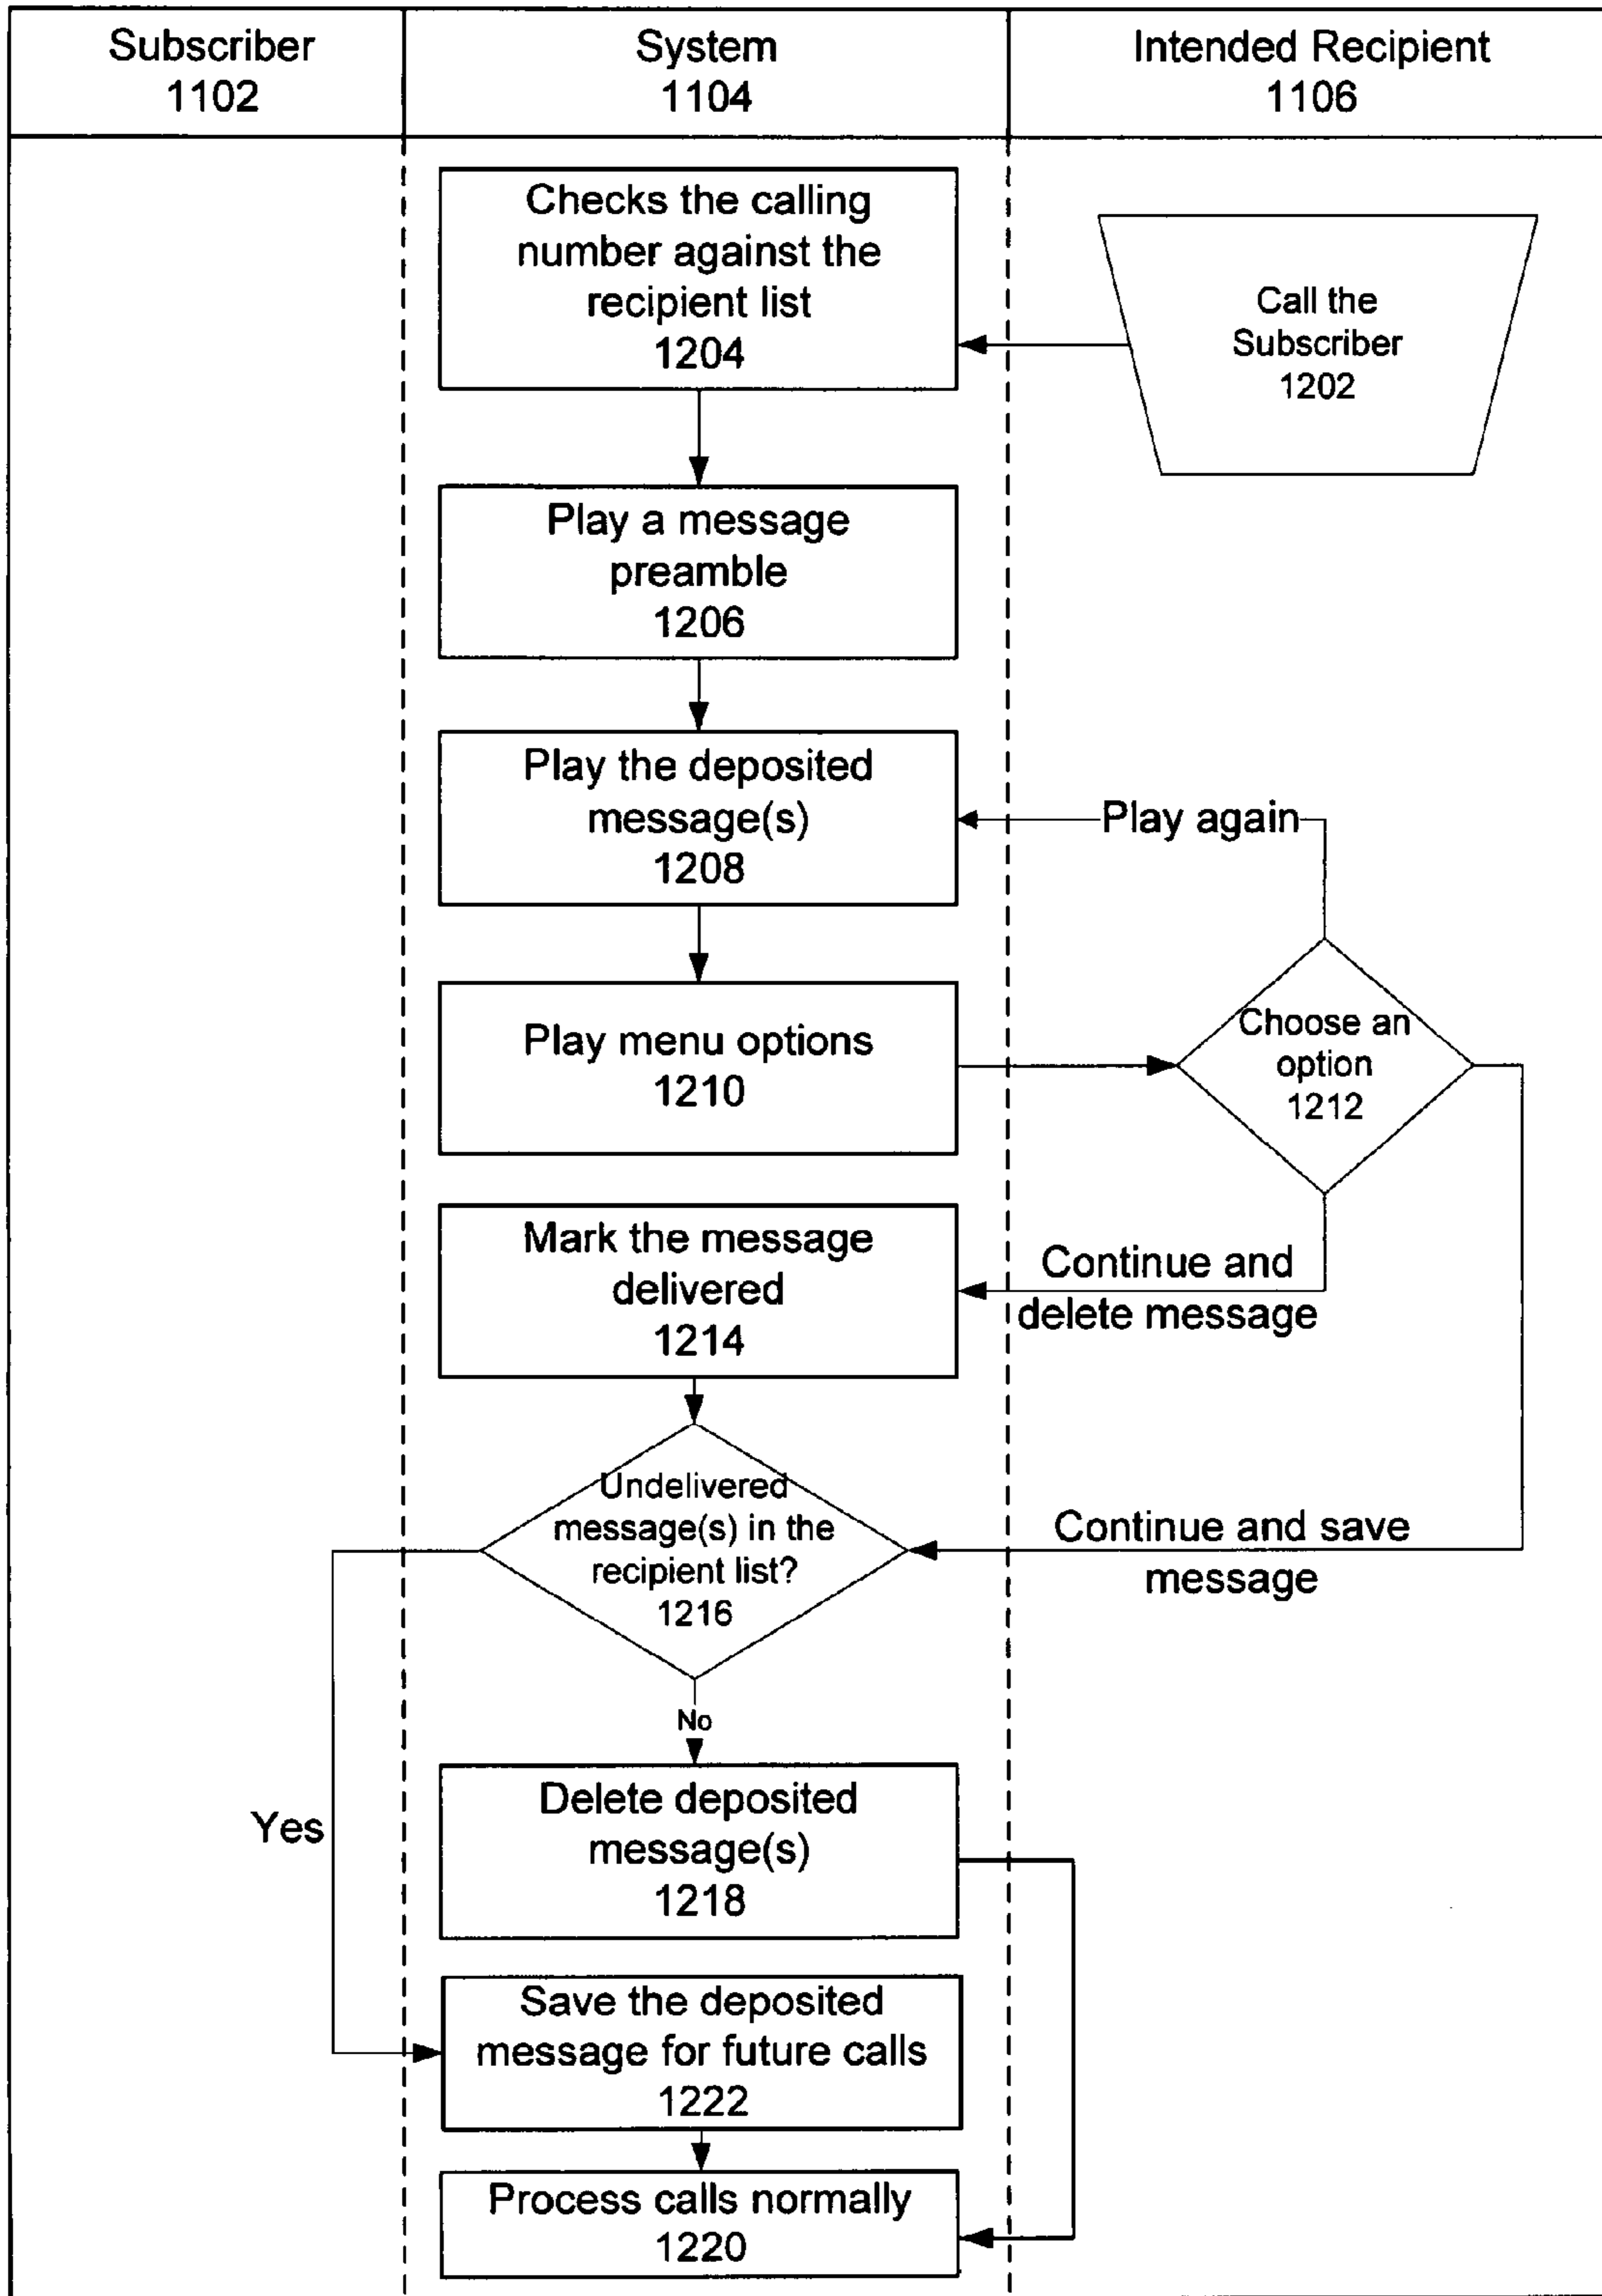 Subscriber
1102
System
1104
Intended Recipient
1106
Checks the calling
number against the
recipient list
1204
Call the
Subscriber
1202
Play a message
preamble
1206
Play the deposited
message(s)
1208
Play again
Play menu options
1210
Choose an
option
1212
Mark the message
delivered
1214
Continue and
delete message
Undelivered
message(s) in the
recipient list?
1216
Continue and save
message
No
Yes
Delete deposited
message(s)
1218
Save the deposited
message for future calls
1222
Process calls normally
1220